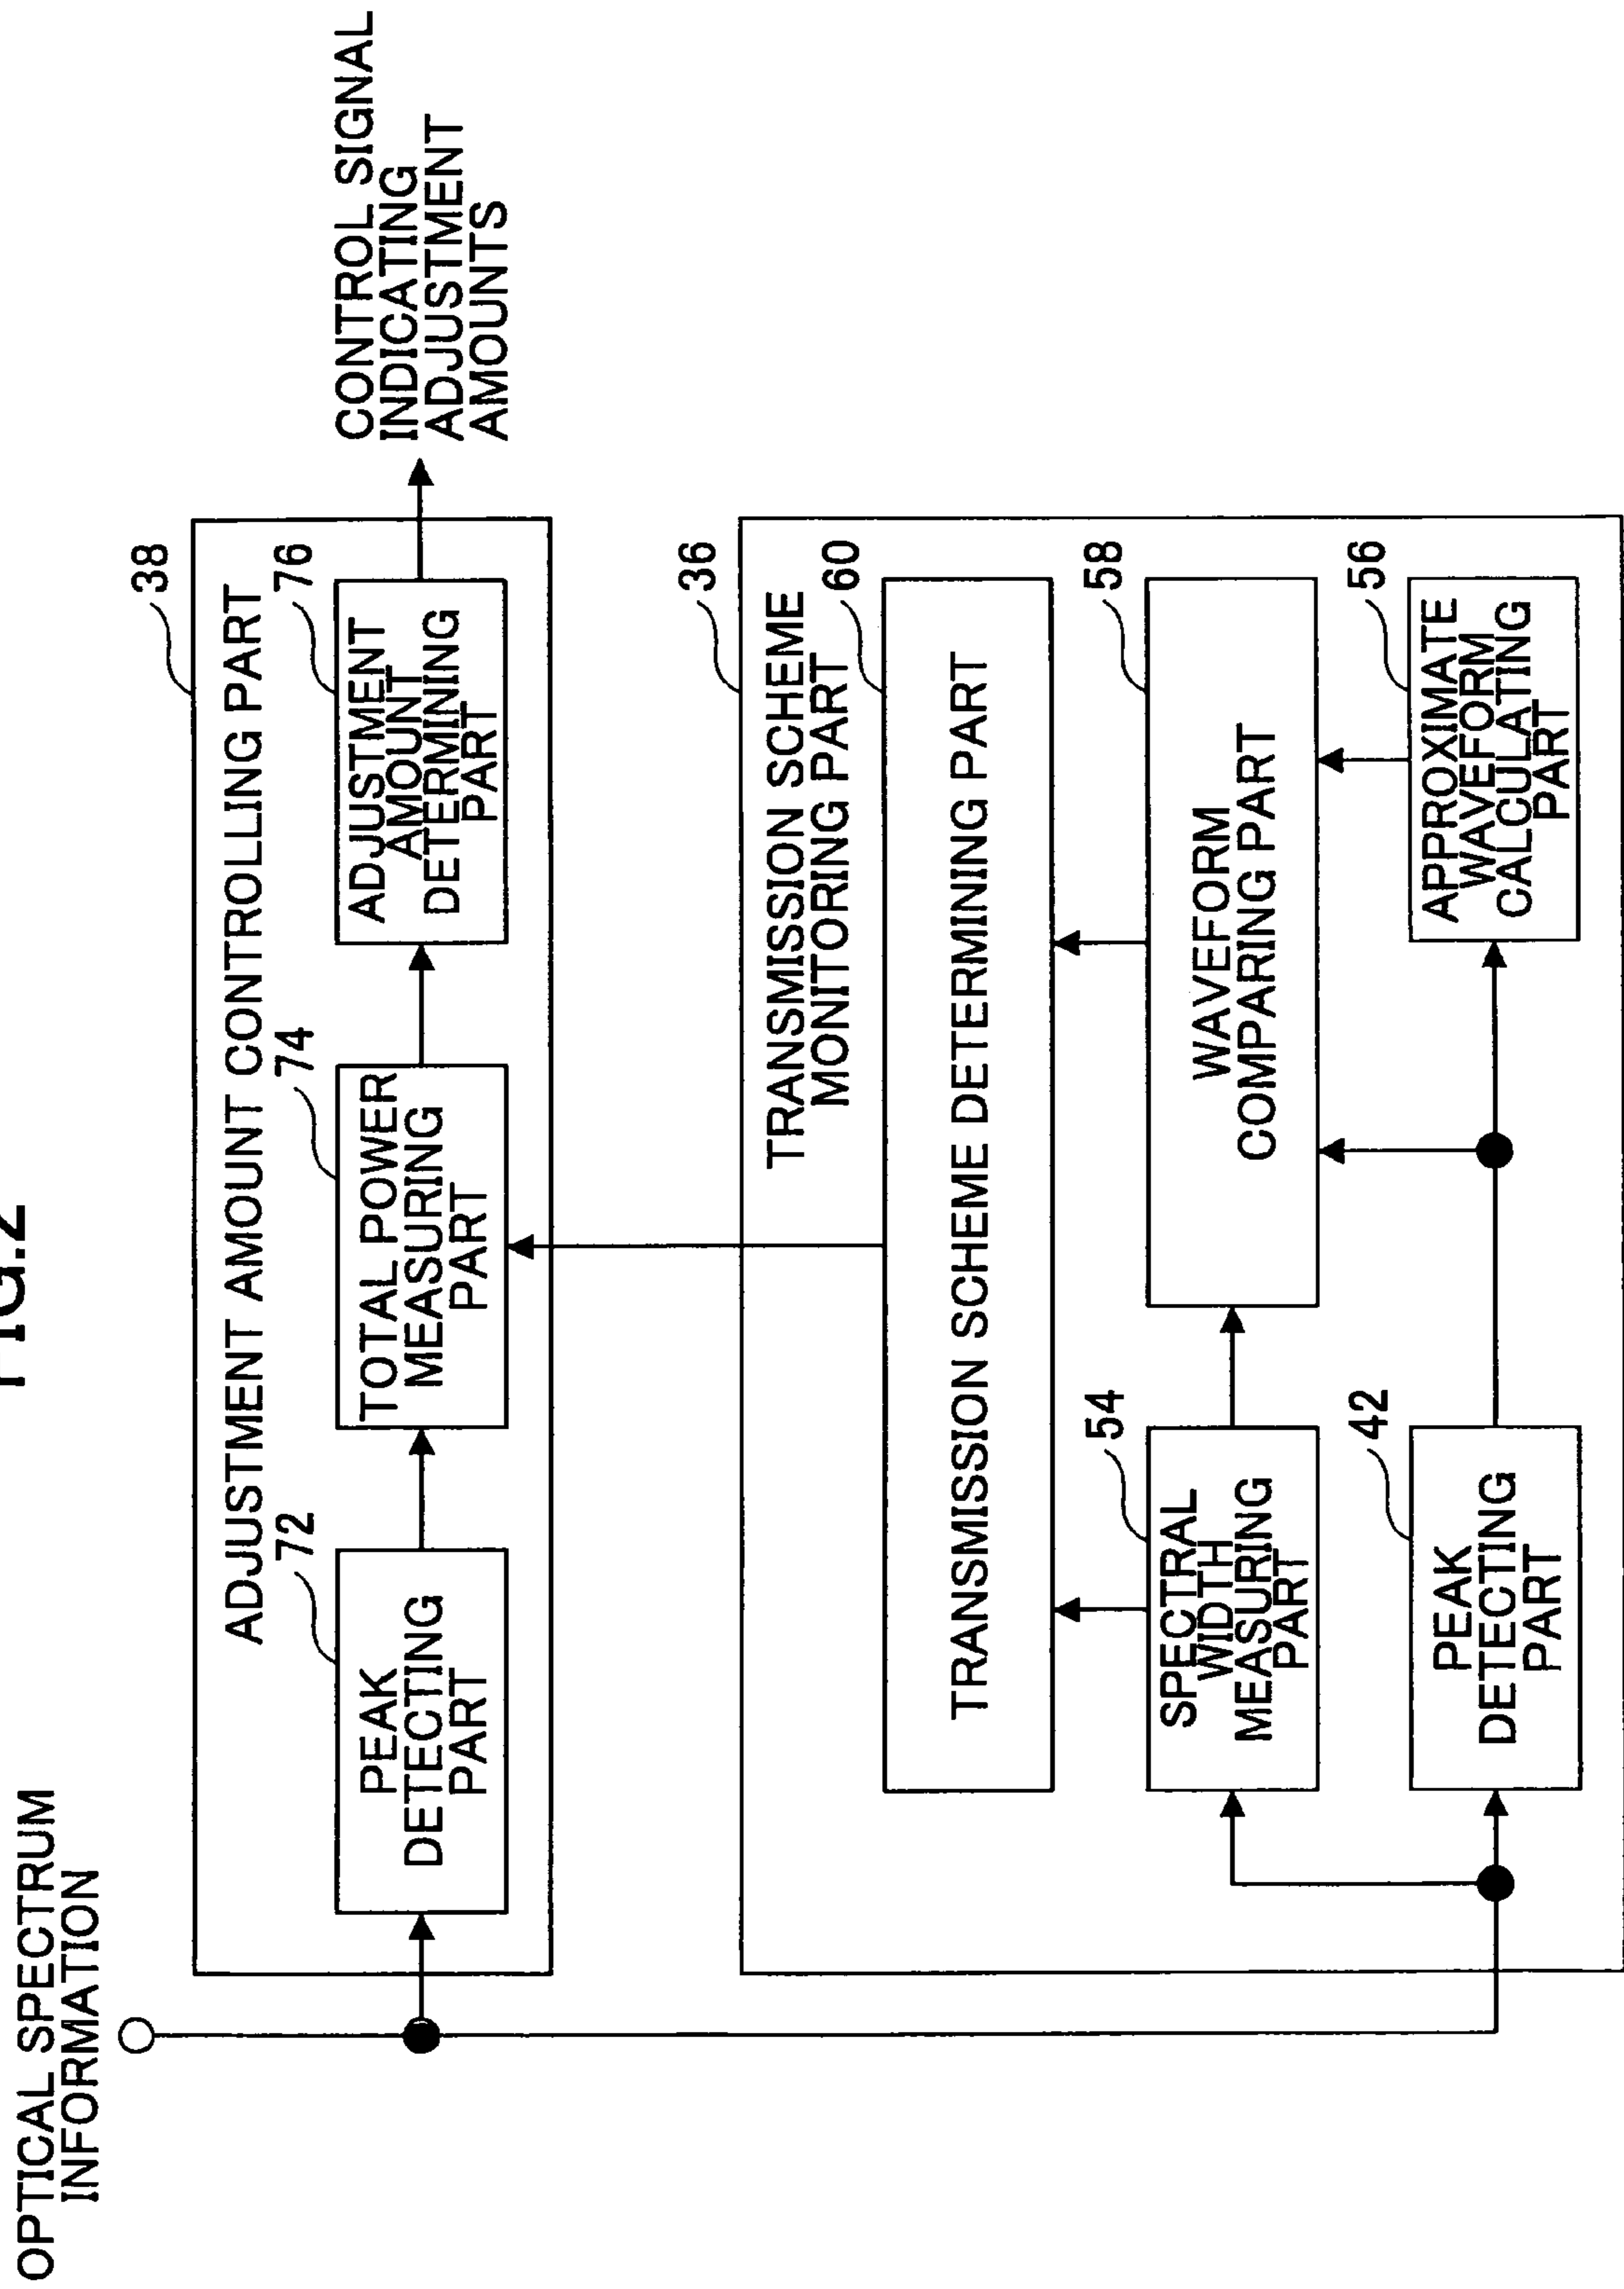 FIG.2
OPTICAL SPECTRUM
INFORMATION
38
ADJUSTMENT AMOUNT CONTROLLING PART
72
PEAK
DETECTING
PART
74
TOTAL POWER
MEASURING
PART
76
ADJUSTMENT
AMOUNT
DETERMINING
PART
CONTROL SIGNAL
INDICATING
ADJUSTMENT
AMOUNTS
36
TRANSMISSION SCHEME
MONITORING PART
60
TRANSMISSION SCHEME DETERMINING PART
54
SPECTRAL
WIDTH
MEASURING
PART
58
WAVEFORM
COMPARING PART
42
PEAK
DETECTING
PART
56
APPROXIMATE
WAVEFORM
CALCULATING
PART